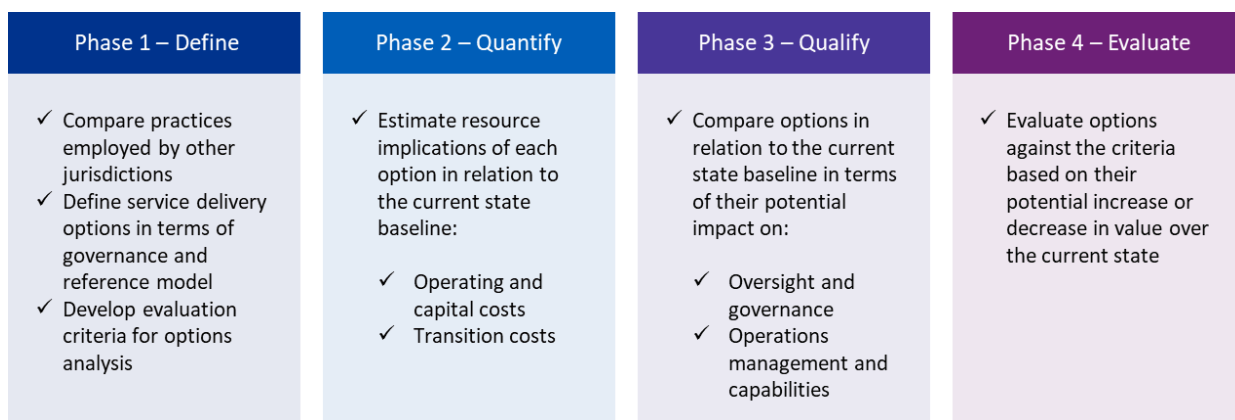 Phase 1 – Define
✓ Compare practices
employed by other
jurisdictions
✓ Define service delivery
options in terms of
governance and
reference model
✓ Develop evaluation
criteria for options
analysis
Phase 2 – Quantify
✓ Estimate resource
implications of each
option in relation to
the current state
baseline:
✓ Operating and
capital costs
✓ Transition costs
Phase 3 – Qualify
✓ Compare options in
relation to the current
state baseline in terms
of their potential
impact on:
✓ Oversight and
governance
✓ Operations
management and
capabilities
Phase 4 – Evaluate
✓ Evaluate options
against the criteria
based on their
potential increase or
decrease in value over
the current state